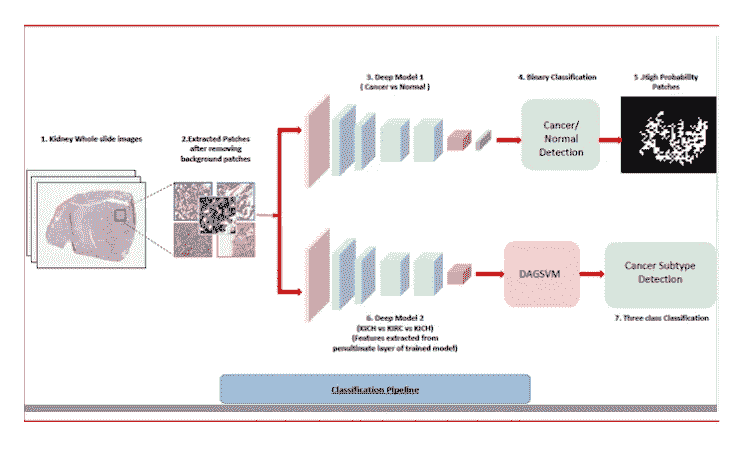 1. Kidney Whole slide images
2.Extracted Patches
after removing
background patches
3. Deep Model 1
( Cancer vs Normal )
4. Binary Classification
Cancer/
Normal
Detection
5 .High Probability
Patches
6. Deep Model 2
(KICH vs KIRC vs KICH)
(Features extracted from
penultimate layer of trained model)
DAGSVM
Cancer Subtype
Detection
7. Three class Classification
Classification Pipeline